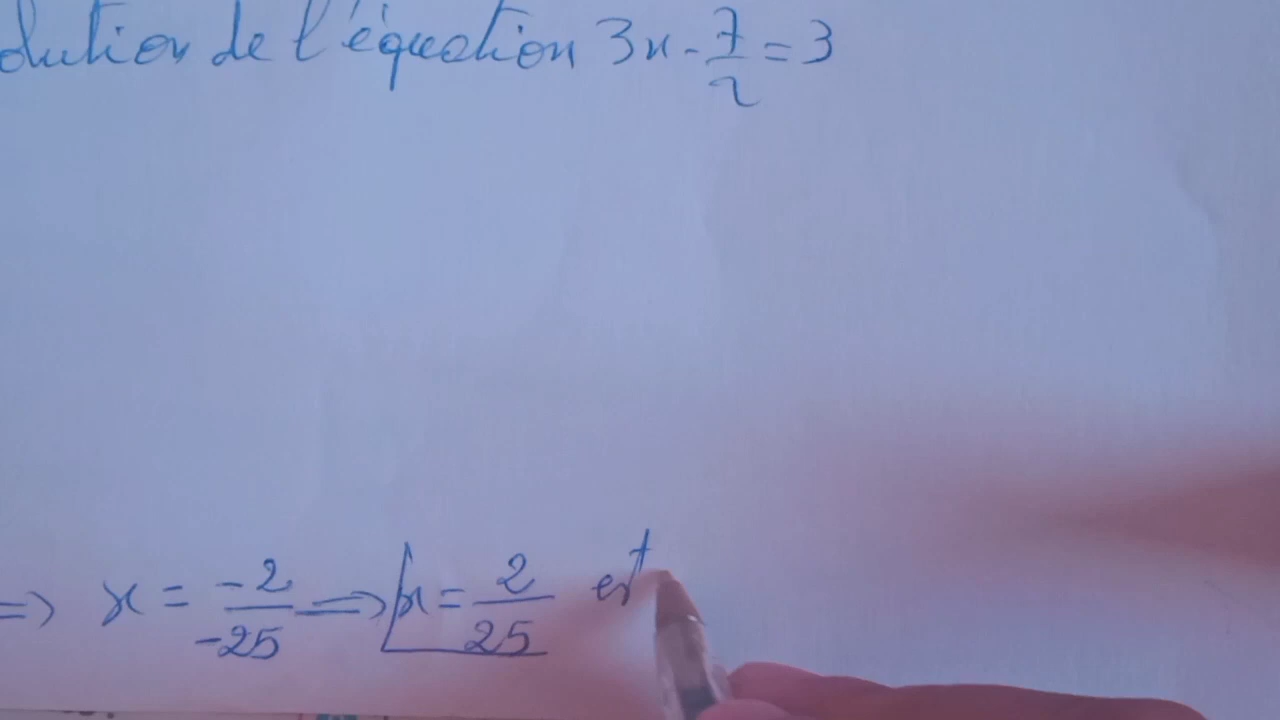 olution de l'équation 3x - 7/2 = 3
=> x = -2/-25 => x = 2/25 est